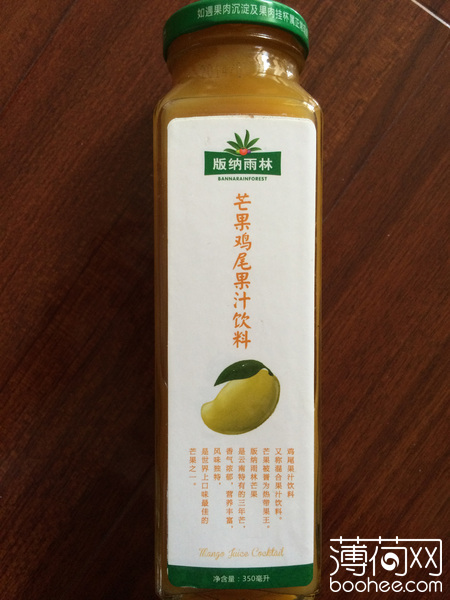 如遇果肉沉淀及果肉挂杯属正常
版纳雨林
BANNARAINFOREST
芒果鸡尾果汁饮料
鸡尾果汁饮料
又称混合果汁饮料。
芒果被誉为热带果王。
版纳雨林芒果
是云南特有的三年芒。
香气浓郁,营养丰富,
风味独特,
是世界上口味最佳的
芒果之一。
Mango Juice Cocktail
净含量:350毫升
薄荷网
boohee.com